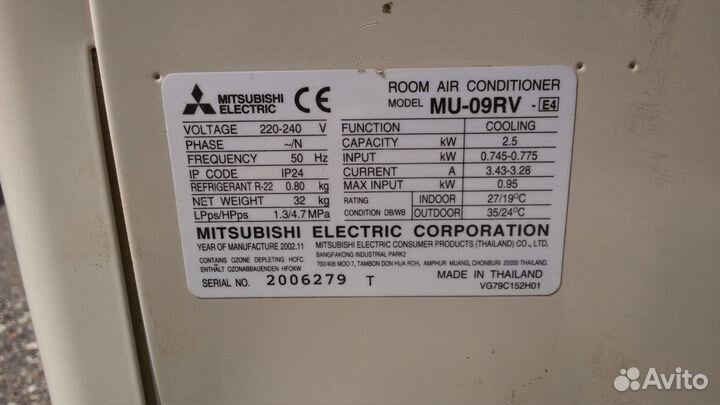 MITSUBISHI ELECTRIC CE
ROOM AIR CONDITIONER
MODEL MU-09RV - E4
VOLTAGE 220-240 V
PHASE ~/N
FREQUENCY 50 Hz
IP CODE IP24
REFRIGERANT R-22 0.80 kg
NET WEIGHT 32 kg
LPps/HPps 1.3/4.7 MPa
FUNCTION COOLING
CAPACITY kW 2.5
INPUT kW 0.745-0.775
CURRENT A 3.43-3.28
MAX INPUT kW 0.95
RATING CONDITION DB/WB INDOOR 27/19°C
OUTDOOR 35/24°C
MITSUBISHI ELECTRIC CORPORATION
YEAR OF MANUFACTURE 2002.11
MITSUBISHI ELECTRIC CONSUMER PRODUCTS (THAILAND) CO., LTD.
BANGPAKONG INDUSTRIAL PARK2
700/406 MOO 7, TAMBON DON HUA ROH, AMPHUR MUANG, CHONBURI 20000 THAILAND.
CONTAINS OZONE DEPLETING HCFC.
ENTHÄLT OZONABBAUENDEN HFOKW
SERIAL NO. 2006279 T
MADE IN THAILAND
VG79C152H01
Avito